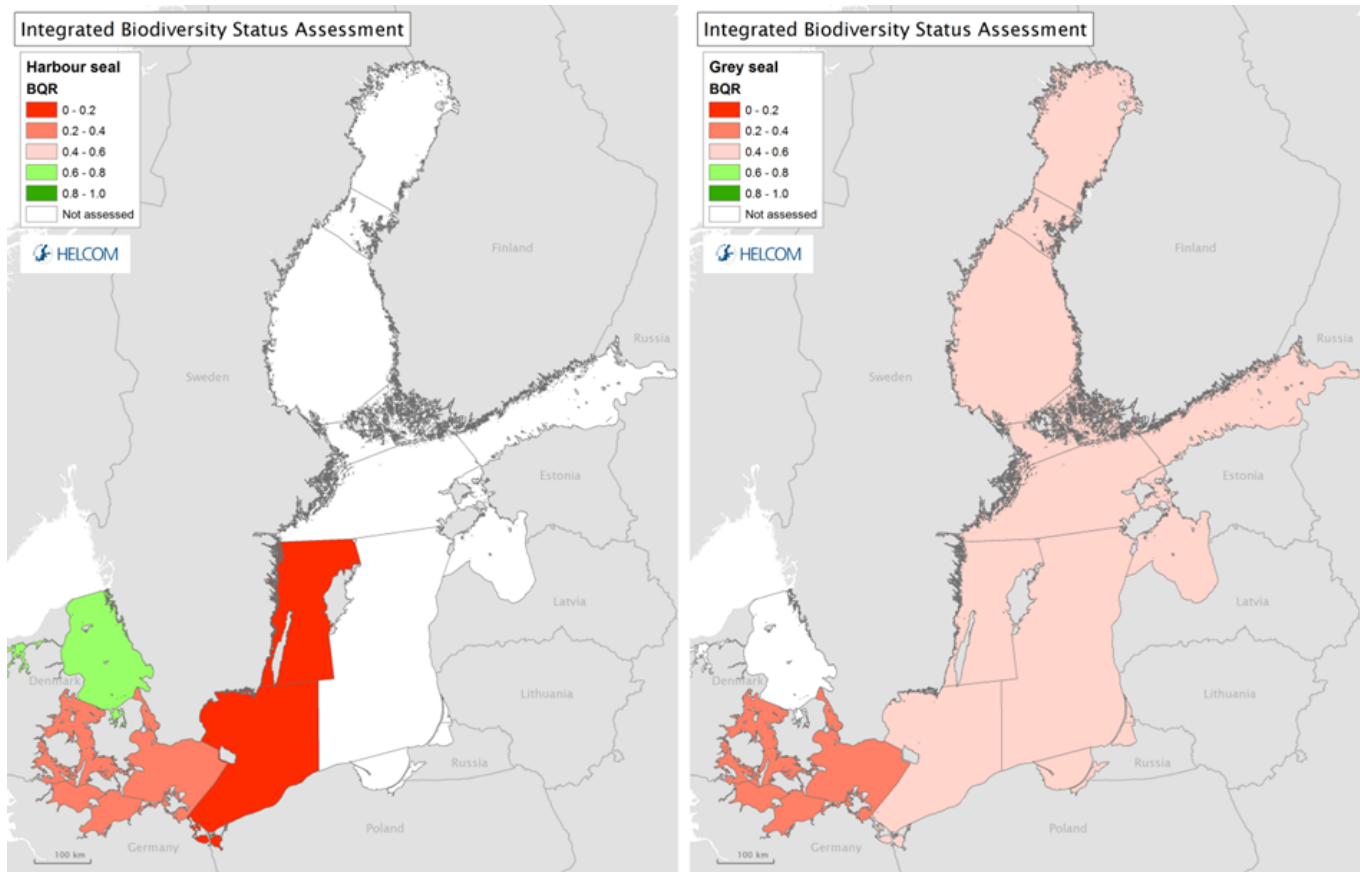 Integrated Biodiversity Status Assessment
Harbour seal
BQR
0 - 0.2
0.2 - 0.4
0.4 - 0.6
0.6 - 0.8
0.8 - 1.0
Not assessed
HELCOM
Finland
Russia
Sweden
Estonia
Latvia
Denmark
Lithuania
Russia
Poland
Germany
100 km
Integrated Biodiversity Status Assessment
Grey seal
BQR
0 - 0.2
0.2 - 0.4
0.4 - 0.6
0.6 - 0.8
0.8 - 1.0
Not assessed
HELCOM
Finland
Russia
Sweden
Estonia
Latvia
Denmark
Lithuania
Russia
Poland
Germany
100 km